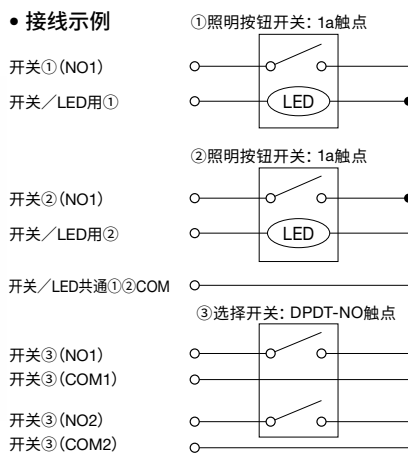 • 接线示例
①照明按钮开关：1a触点
开关①（NO1）
开关／LED用①
LED
②照明按钮开关：1a触点
开关②（NO1）
开关／LED用②
LED
开关／LED共通①②COM
③选择开关：DPDT-NO触点
开关③（NO1）
开关③（COM1）
开关③（NO2）
开关③（COM2）